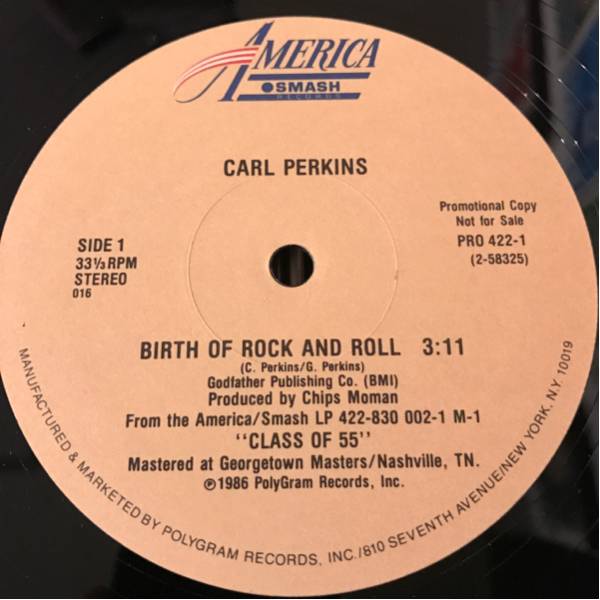 AMERICA
SMASH
RECORDS
CARL PERKINS
Promotional Copy
Not for Sale
PRO 422-1
(2-58325)
SIDE 1
33⅓ RPM
STEREO
016
BIRTH OF ROCK AND ROLL 3:11
(C. Perkins/G. Perkins)
Godfather Publishing Co. (BMI)
Produced by Chips Moman
From the America/Smash LP 422-830 002-1 M-1
"CLASS OF 55"
Mastered at Georgetown Masters/Nashville, TN.
℗1986 PolyGram Records, Inc.
MANUFACTURED & MARKETED BY POLYGRAM RECORDS, INC./810 SEVENTH AVENUE/NEW YORK. N.Y. 10019